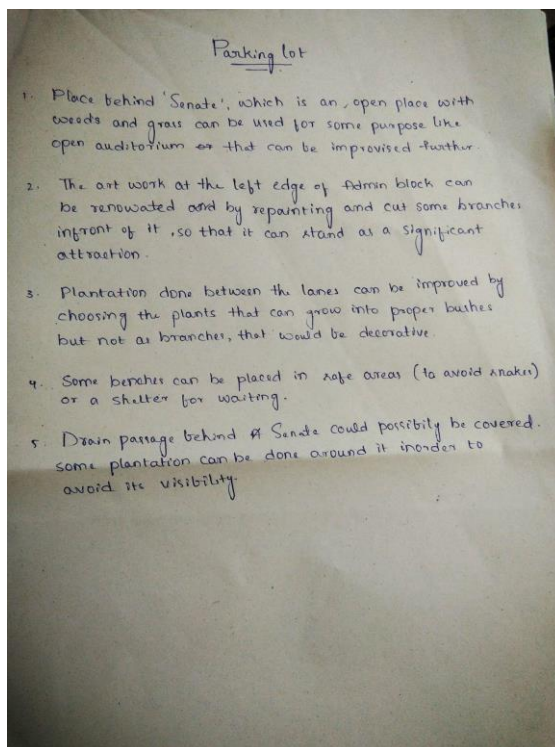 Parking lot
1. Place behind 'Senate', which is an, open place with
weeds and grass can be used for some purpose like
open auditorium or that can be improvised further.
2. The art work at the left edge of Admin block can
be renowated and by repainting and cut some branches
infront of it, so that it can stand as a significant
attraction.
3. Plantation done between the lanes can be improved by
choosing the plants that can grow into proper bushes
but not as branches, that would be decorative.
4. Some benches can be placed in safe areas (to avoid snakes)
or a shelter for waiting.
5. Drain passage behind Senate could possibily be covered.
some plantation can be done around it inorder to
avoid its visibility.